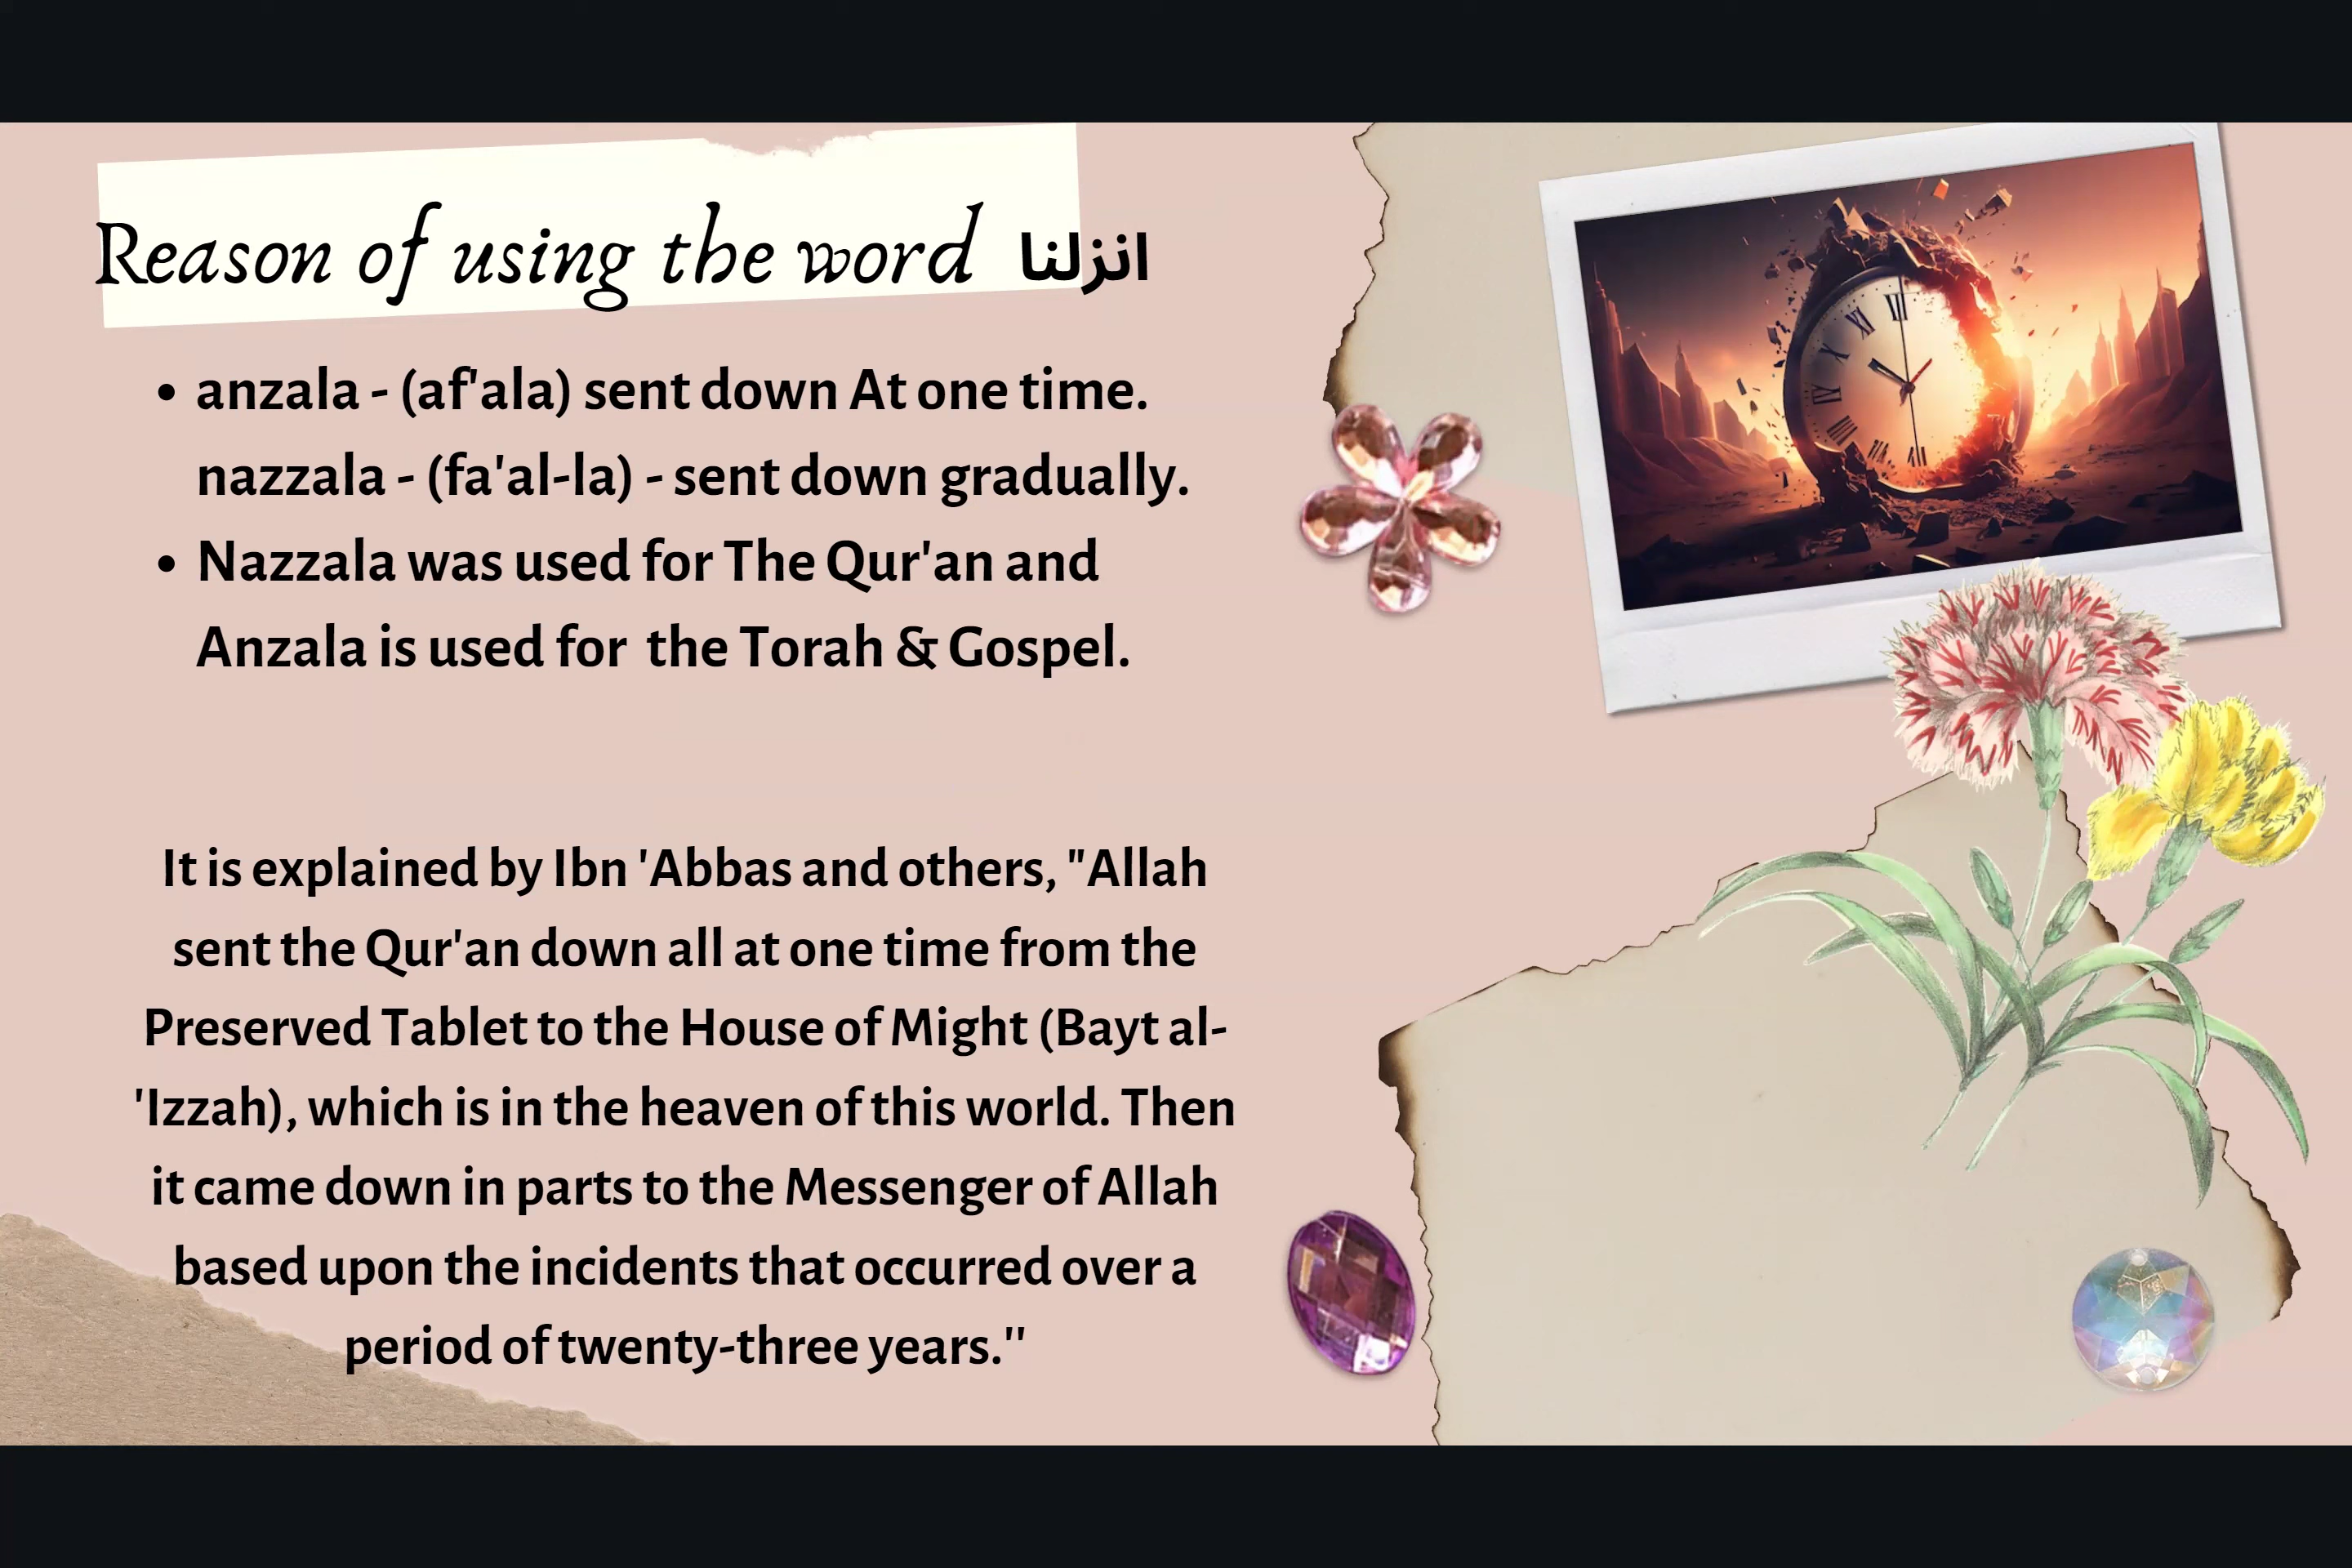 Reason of using the word انزلنا
• anzala - (af'ala) sent down At one time.
nazzala - (fa'al-la) - sent down gradually.
• Nazzala was used for The Qur'an and
Anzala is used for the Torah & Gospel.
It is explained by Ibn 'Abbas and others, "Allah
sent the Qur'an down all at one time from the
Preserved Tablet to the House of Might (Bayt al-
'Izzah), which is in the heaven of this world. Then
it came down in parts to the Messenger of Allah
based upon the incidents that occurred over a
period of twenty-three years.''